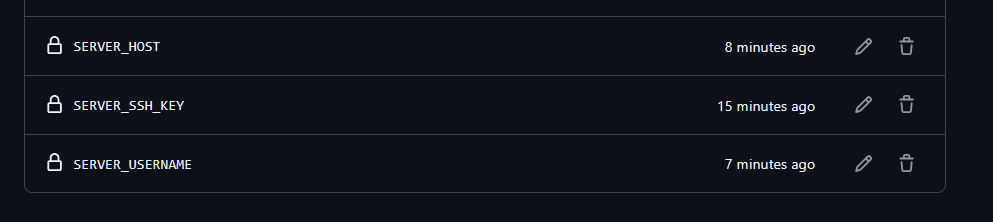 SERVER_HOST 8 minutes ago
SERVER_SSH_KEY 15 minutes ago
SERVER_USERNAME 7 minutes ago